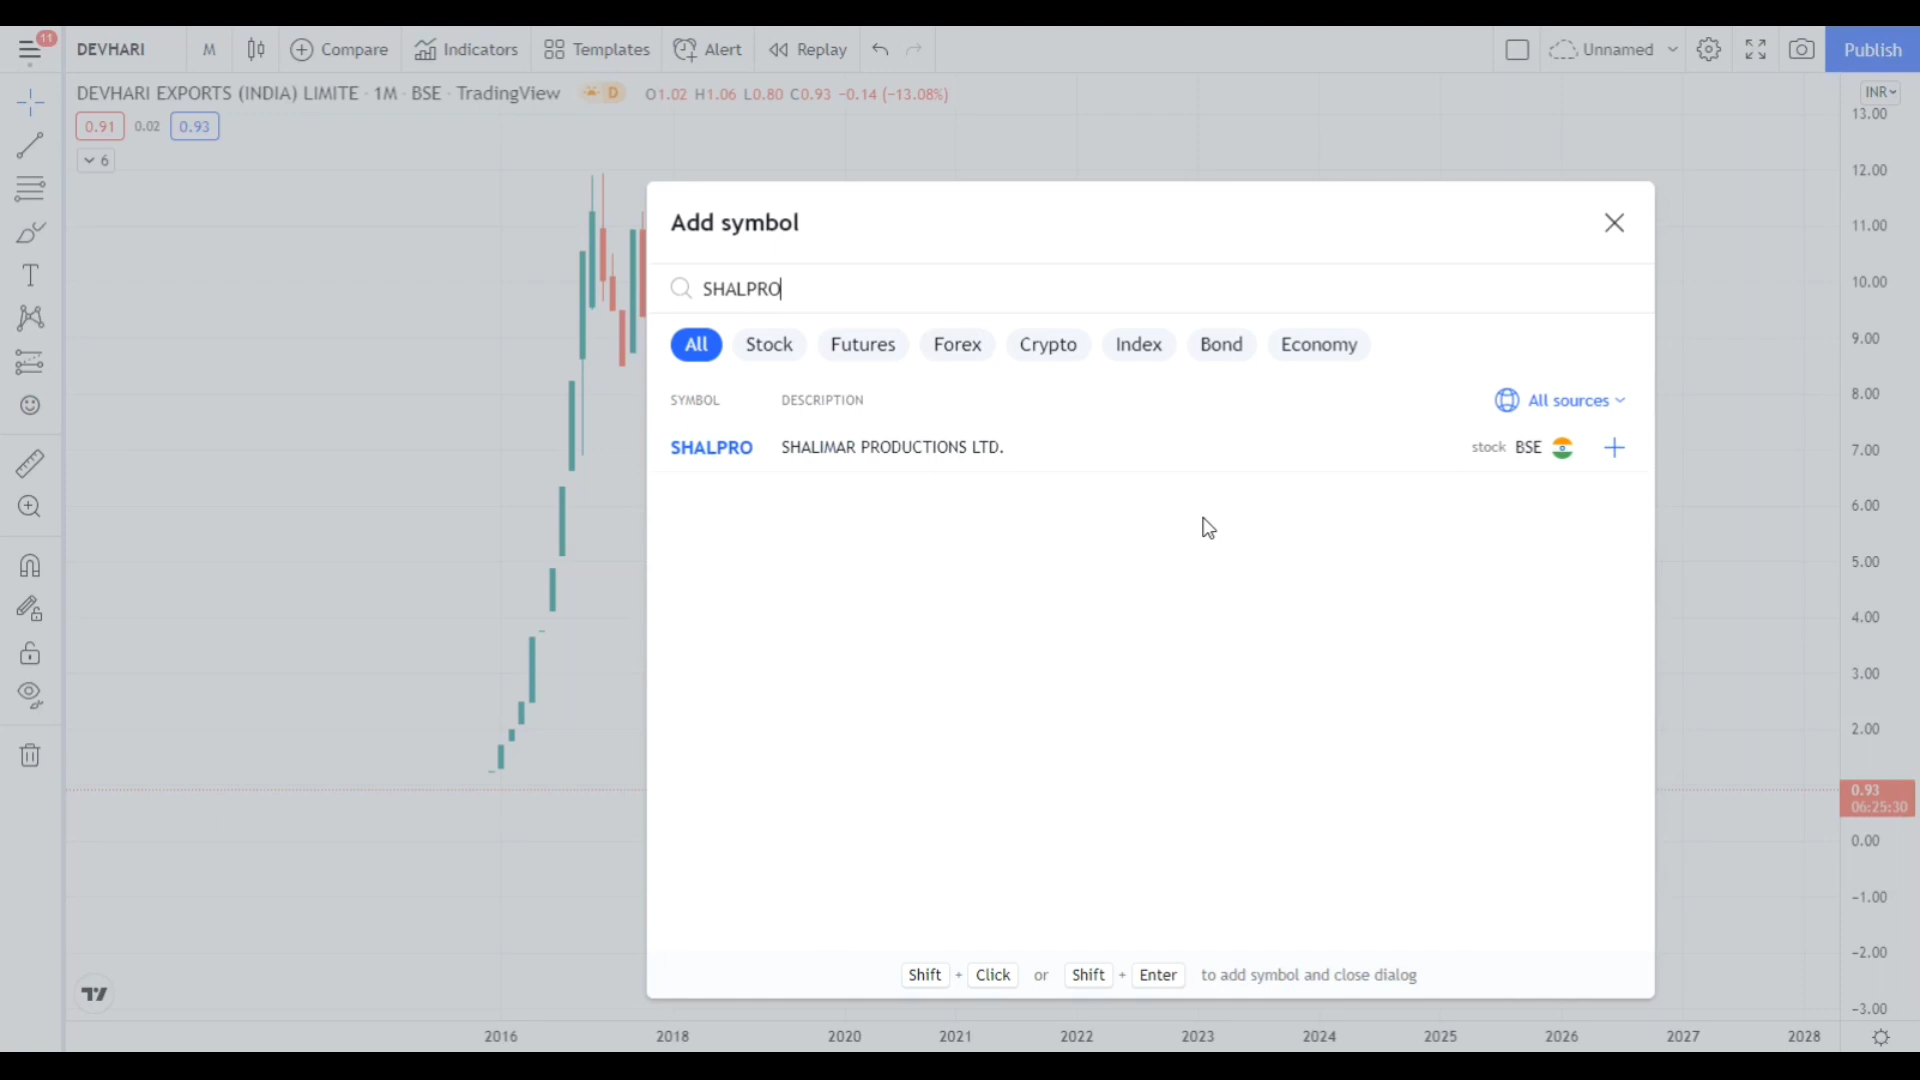 11
DEVHARI M Compare Indicators Templates Alert Replay Unnamed Publish
DEVHARI EXPORTS (INDIA) LIMITE · 1M · BSE · TradingView D O1.02 H1.06 L0.80 C0.93 −0.14 (−13.08%) INR
0.91 0.02 0.93
6
13.00
12.00
11.00
10.00
9.00
8.00
7.00
6.00
5.00
4.00
3.00
2.00
0.93
06:25:30
0.00
−1.00
−2.00
−3.00
Add symbol
SHALPRO
All Stock Futures Forex Crypto Index Bond Economy
SYMBOL DESCRIPTION All sources
SHALPRO SHALIMAR PRODUCTIONS LTD. stock BSE
Shift + Click or Shift + Enter to add symbol and close dialog
2016 2018 2020 2021 2022 2023 2024 2025 2026 2027 2028